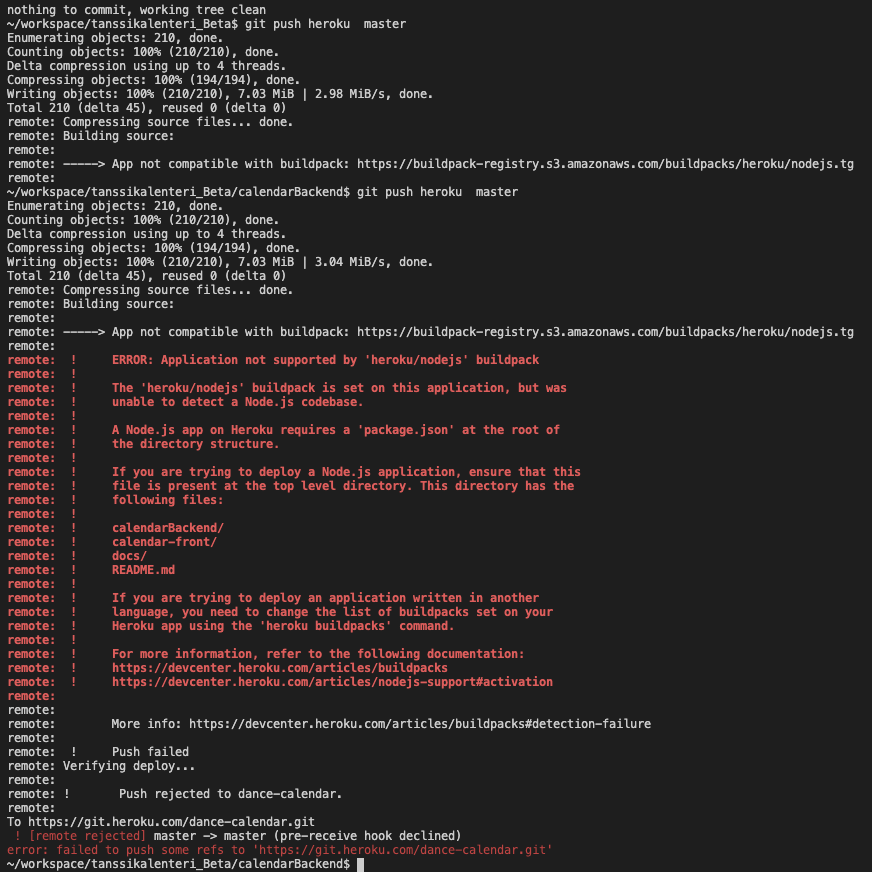 nothing to commit, working tree clean
~/workspace/tanssikalenteri_Beta$ git push heroku  master
Enumerating objects: 210, done.
Counting objects: 100% (210/210), done.
Delta compression using up to 4 threads.
Compressing objects: 100% (194/194), done.
Writing objects: 100% (210/210), 7.03 MiB | 2.98 MiB/s, done.
Total 210 (delta 45), reused 0 (delta 0)
remote: Compressing source files... done.
remote: Building source:
remote:
remote: -----> App not compatible with buildpack: https://buildpack-registry.s3.amazonaws.com/buildpacks/heroku/nodejs.tg
remote:
~/workspace/tanssikalenteri_Beta/calendarBackend$ git push heroku  master
Enumerating objects: 210, done.
Counting objects: 100% (210/210), done.
Delta compression using up to 4 threads.
Compressing objects: 100% (194/194), done.
Writing objects: 100% (210/210), 7.03 MiB | 3.04 MiB/s, done.
Total 210 (delta 45), reused 0 (delta 0)
remote: Compressing source files... done.
remote: Building source:
remote:
remote: -----> App not compatible with buildpack: https://buildpack-registry.s3.amazonaws.com/buildpacks/heroku/nodejs.tg
remote:
remote:  !     ERROR: Application not supported by 'heroku/nodejs' buildpack
remote:  !
remote:  !     The 'heroku/nodejs' buildpack is set on this application, but was
remote:  !     unable to detect a Node.js codebase.
remote:  !
remote:  !     A Node.js app on Heroku requires a 'package.json' at the root of
remote:  !     the directory structure.
remote:  !
remote:  !     If you are trying to deploy a Node.js application, ensure that this
remote:  !     file is present at the top level directory. This directory has the
remote:  !     following files:
remote:  !
remote:  !     calendarBackend/
remote:  !     calendar-front/
remote:  !     docs/
remote:  !     README.md
remote:  !
remote:  !     If you are trying to deploy an application written in another
remote:  !     language, you need to change the list of buildpacks set on your
remote:  !     Heroku app using the 'heroku buildpacks' command.
remote:  !
remote:  !     For more information, refer to the following documentation:
remote:  !     https://devcenter.heroku.com/articles/buildpacks
remote:  !     https://devcenter.heroku.com/articles/nodejs-support#activation
remote:
remote:
remote:        More info: https://devcenter.heroku.com/articles/buildpacks#detection-failure
remote:
remote:  !     Push failed
remote: Verifying deploy...
remote:
remote: !       Push rejected to dance-calendar.
remote:
To https://git.heroku.com/dance-calendar.git
 ! [remote rejected] master -> master (pre-receive hook declined)
error: failed to push some refs to 'https://git.heroku.com/dance-calendar.git'
~/workspace/tanssikalenteri_Beta/calendarBackend$